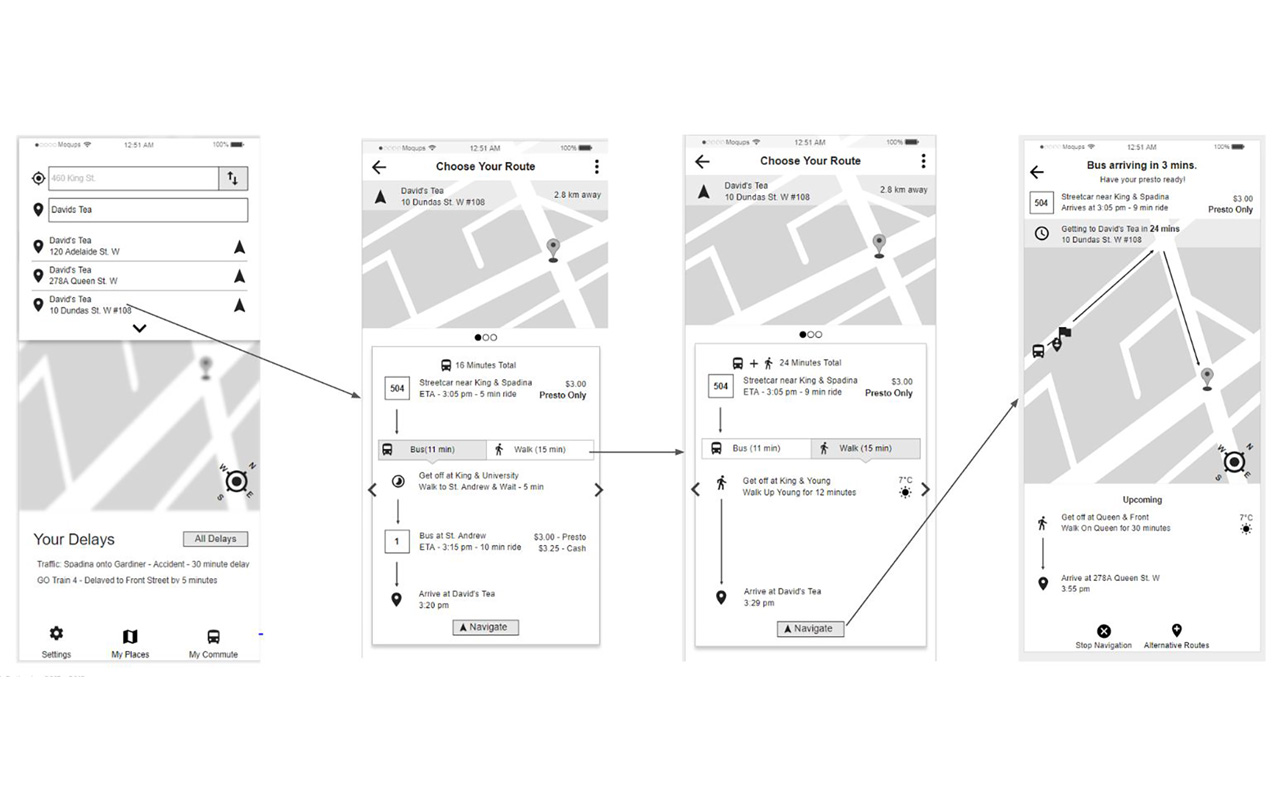 Moqups 12:51 AM 100%
460 King St.
Davids Tea
David's Tea
120 Adelaide St. W
David's Tea
278A Queen St. W
David's Tea
10 Dundas St. W #108
N
W
E
S
Your Delays
All Delays
Traffic: Spadina onto Gardiner - Accident - 30 minute delay
GO Train 4 - Delayed to Front Street by 5 minutes
Settings
My Places
My Commute
Moqups 12:51 AM 100%
Choose Your Route
David's Tea
10 Dundas St. W #108
2.8 km away
16 Minutes Total
504
Streetcar near King & Spadina
ETA - 3:05 pm - 5 min ride
$3.00
Presto Only
Bus(11 min)
Walk (15 min)
Get off at King & University
Walk to St. Andrew & Wait - 5 min
1
Bus at St. Andrew
ETA - 3:15 pm - 10 min ride
$3.00 - Presto
$3.25 - Cash
Arrive at David's Tea
3:20 pm
Navigate
Moqups 12:51 AM 100%
Choose Your Route
David's Tea
10 Dundas St. W #108
2.8 km away
+ 24 Minutes Total
504
Streetcar near King & Spadina
ETA - 3:05 pm - 9 min ride
$3.00
Presto Only
Bus (11 min)
Walk (15 min)
Get off at King & Young
Walk Up Young for 12 minutes
7°C
Arrive at David's Tea
3:29 pm
Navigate
Moqups 12:51 AM 100%
Bus arriving in 3 mins.
Have your presto ready!
504
Streetcar near King & Spadina
Arrives at 3:05 pm - 9 min ride
$3.00
Presto Only
Getting to David's Tea in 24 mins
10 Dundas St. W #108
N
W
E
S
Upcoming
Get off at Queen & Front
Walk On Queen for 30 minutes
7°C
Arrive at 278A Queen St. W
3:55 pm
Stop Navigation
Alternative Routes